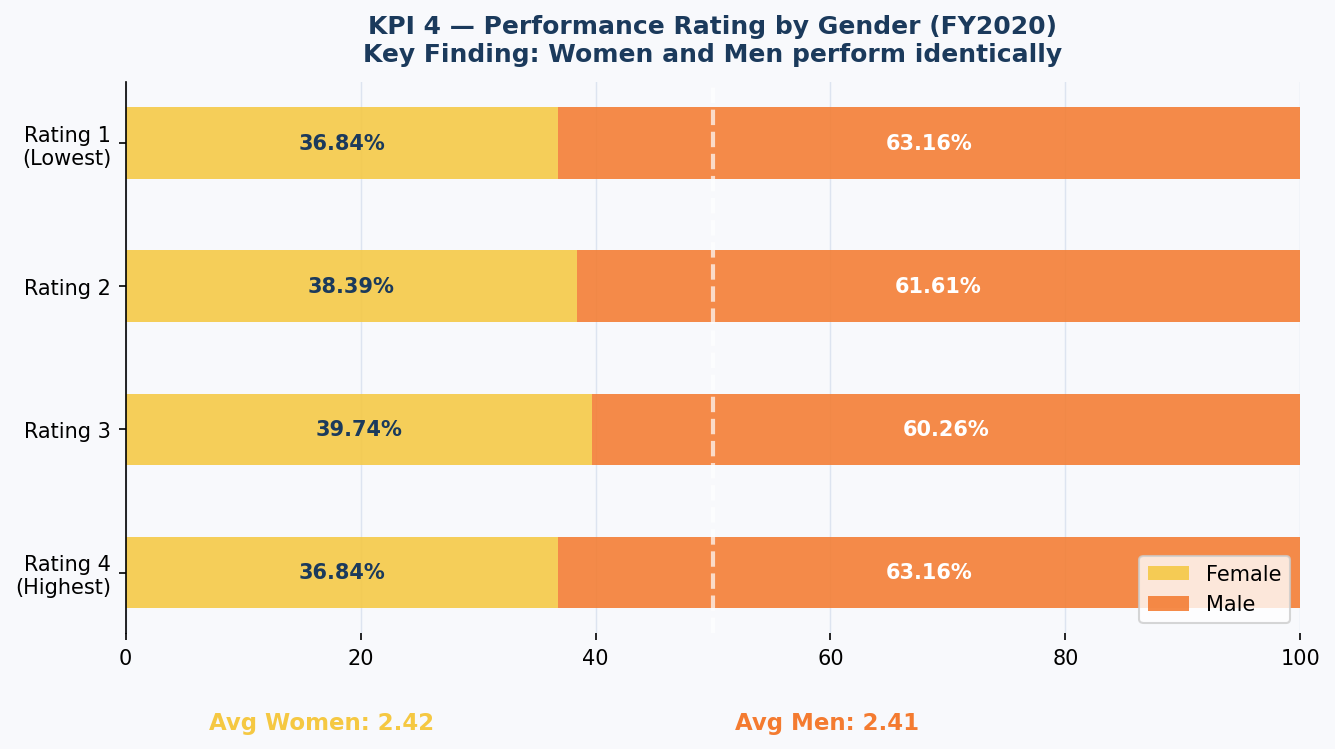 KPI 4 — Performance Rating by Gender (FY2020)
Key Finding: Women and Men perform identically
Rating 1
(Lowest)
36.84%
63.16%
Rating 2
38.39%
61.61%
Rating 3
39.74%
60.26%
Rating 4
(Highest)
36.84%
63.16%
Female
Male
0
20
40
60
80
100
Avg Women: 2.42
Avg Men: 2.41